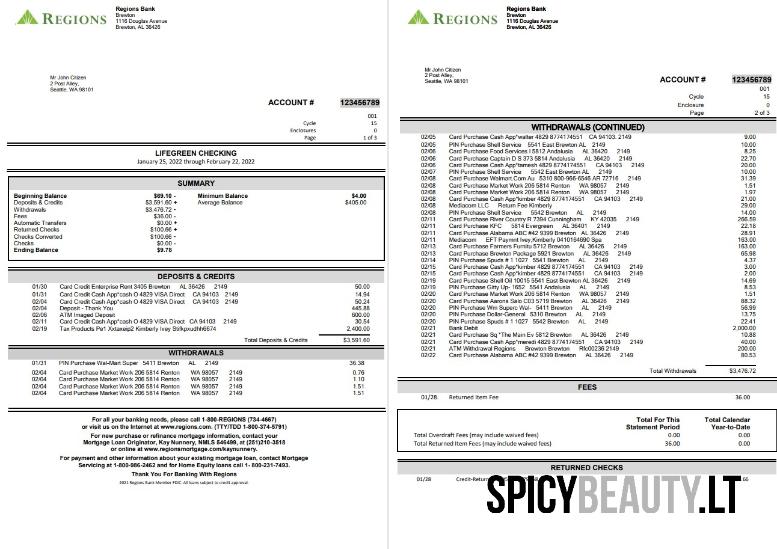 REGIONS
Regions Bank
Brewton
1116 Douglas Avenue
Brewton, AL 36426
Mr John Citizen
2 Post Alley,
Seattle, WA 98101
ACCOUNT # 123456789
001
Cycle 15
Enclosures 0
Page 1 of 3
LIFEGREEN CHECKING
January 25, 2022 through February 22, 2022
SUMMARY
Beginning Balance $69.10 - Minimum Balance $4.00
Deposits & Credits $3,591.60 + Average Balance $405.00
Withdrawals $3,476.72 -
Fees $36.00 -
Automatic Transfers $0.00 +
Returned Checks $100.66 +
Checks Converted $100.66 -
Checks $0.00 -
Ending Balance $9.78
DEPOSITS & CREDITS
01/30 Card Credit Enterprise Rent 3405 Brewton AL 36426 2149 50.00
01/31 Card Credit Cash App*cash O 4829 VISA Direct CA 94103 2149 14.94
02/04 Card Credit Cash App*cash O 4829 VISA Direct CA 94103 2149 50.24
02/04 Deposit - Thank You 445.88
02/05 ATM Imaged Deposit 600.00
02/11 Card Credit Cash App*cash O 4829 VISA Direct CA 94103 2149 30.54
02/19 Tax Products Pe1 2,400.00
Total Deposits & Credits $3,591.60
WITHDRAWALS
01/31 PIN Purchase Wal-Mart Super 5411 Brewton AL 2149 36.38
02/04 Card Purchase Market Work 206 5814 Renton WA 98057 2149 0.76
02/04 Card Purchase Market Work 206 5814 Renton WA 98057 2149 1.10
02/04 Card Purchase Market Work 206 5814 Renton WA 98057 2149 1.51
02/04 Card Purchase Market Work 206 5814 Renton WA 98057 2149 1.51
For all your banking needs, please call 1-800-REGIONS (734-4667)
or visit us on the Internet at www.regions.com. (TTY/TDD 1-800-374-5791)
For new purchase or refinance mortgage information, contact your
Mortgage Loan Originator, Kay Nunnery, NMLS 546499, at (251)210-3818
or online at www.regionsmortgage.com/kaynunnery.
For payment and other information about your existing mortgage loan, contact Mortgage
Servicing at 1-800-986-2462 and for Home Equity loans call 1- 800-231-7493.
Thank You For Banking With Regions
2021 Regions Bank Member FDIC. All loans subject to credit approval.
REGIONS
Regions Bank
Brewton
1116 Douglas Avenue
Brewton, AL 36426
Mr John Citizen
2 Post Alley,
Seattle, WA 98101
ACCOUNT # 123456789
001
Cycle 15
Enclosure 0
Page 2 of 3
WITHDRAWALS (CONTINUED)
02/05 Card Purchase Cash App*walter 4829 8774174551 CA 94103. 2149 9.00
02/05 PIN Purchase Shell Service 5541 East Brewton AL 2149 10.00
02/06 Card Purchase Food Services I 5812 Andalusia AL 36420 2149 8.25
02/06 Card Purchase Captain D S 373 5814 Andalusia AL 36420 2149 22.70
02/06 Card Purchase Cash App*tamesh 4829 8774174551 CA 94103 2149 20.00
02/07 PIN Purchase Shell Service 5542 East Brewton AL 2149 10.00
02/08 Card Purchase Walmart.Com Au 5310 800-966-6546 AR 72716 2149 31.39
02/08 Card Purchase Market Work 206 5814 Renton WA 98057 2149 1.51
02/08 Card Purchase Market Work 206 5814 Renton WA 98057 2149 1.97
02/08 Card Purchase Cash App*kimber 4829 8774174551 CA 94103 2149 21.00
02/08 Mediacom LLC Return Fee Kimberly 29.00
02/08 PIN Purchase Shell Service 5542 Brewton AL 2149 14.00
02/11 Card Purchase River Country R 7394 Cunningham KY 42035 2149 266.59
02/11 Card Purchase KFC 5814 Evergreen AL 36401 2149 22.18
02/11 Card Purchase Alabama ABC #42 9399 Brewton AL 36426 2149 28.91
02/11 Mediacom EFT Paymnt Ivey,Kimberly 0410164690 Spa 163.00
02/13 Card Purchase Farmers Furnitu 5712 Brewton AL 36426 2149 163.00
02/13 Card Purchase Brewton Package 5921 Brewton AL 36426 2149 65.98
02/14 PIN Purchase Spuds # 1 1027 5541 Brewton AL 2149 4.37
02/15 Card Purchase Cash App*kimber 4829 8774174551 CA 94103 2149 3.00
02/15 Card Purchase Cash App*kimber 4829 8774174551 CA 94103 2149 2.00
02/19 Card Purchase Shell Oil 10015 5541 East Brewton AL 36426 2149 14.69
02/19 PIN Purchase Gitty Up- 1652 5541 Andalusia AL 2149 8.53
02/20 Card Purchase Market Work 206 5814 Renton WA 98057 2149 1.51
02/20 Card Purchase Aarons Sales C03 5719 Brewton AL 36426 2149 88.32
02/20 PIN Purchase Wm Superc Wal- 5411 Brewton AL 2149 56.99
02/20 PIN Purchase Dollar-General 5310 Brewton AL 2149 13.75
02/20 PIN Purchase Spuds # 1 1027 5542 Brewton AL 2149 22.41
02/21 Bank Debit 2,000.00
02/21 Card Purchase Sq *The Main Ev 5812 Brewton AL 36426 2149 10.88
02/21 Card Purchase Cash App*meredi 4829 8774174551 CA 94103 2149 40.00
02/21 ATM Withdrawal Regions Brewton Brewton AL 2149 200.00
02/22 Card Purchase Alabama ABC #42 9399 Brewton AL 36426 2149 80.53
Total Withdrawals $3,476.72
FEES
01/28 Returned Item Fee 36.00
Total For This Statement Period
Total Calendar Year-to-Date
Total Overdraft Fees (may include waived fees) 0.00 0.00
Total Returned Item Fees (may include waived fees) 36.00 0.00
RETURNED CHECKS
01/28 Credit-Return
66
SPICYBEAUTY.LT